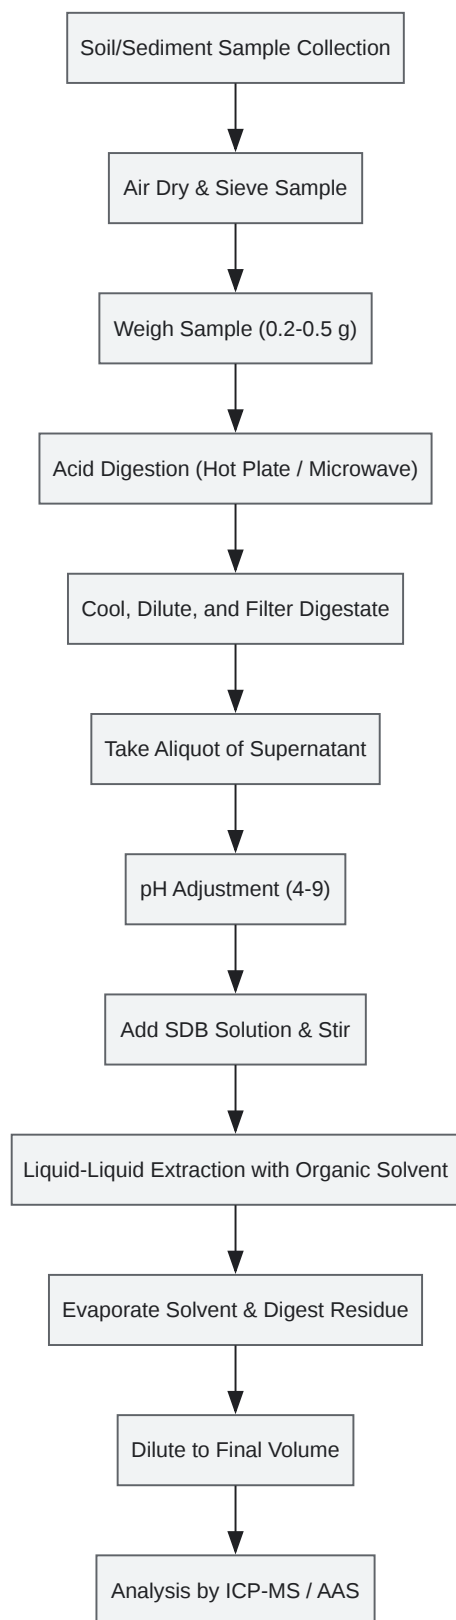 Soil/Sediment Sample Collection
Air Dry & Sieve Sample
Weigh Sample (0.2-0.5 g)
Acid Digestion (Hot Plate / Microwave)
Cool, Dilute, and Filter Digestate
Take Aliquot of Supernatant
pH Adjustment (4-9)
Add SDB Solution & Stir
Liquid-Liquid Extraction with Organic Solvent
Evaporate Solvent & Digest Residue
Dilute to Final Volume
Analysis by ICP-MS / AAS